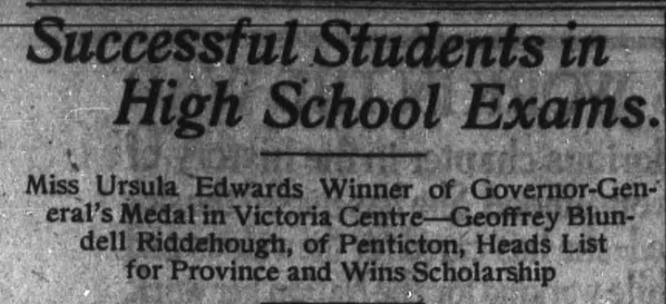 Successful Students in
High School Exams.
Miss Ursula Edwards Winner of Governor-Gen-
eral's Medal in Victoria Centre—Geoffrey Blun-
dell Riddehough, of Penticton, Heads List
for Province and Wins Scholarship